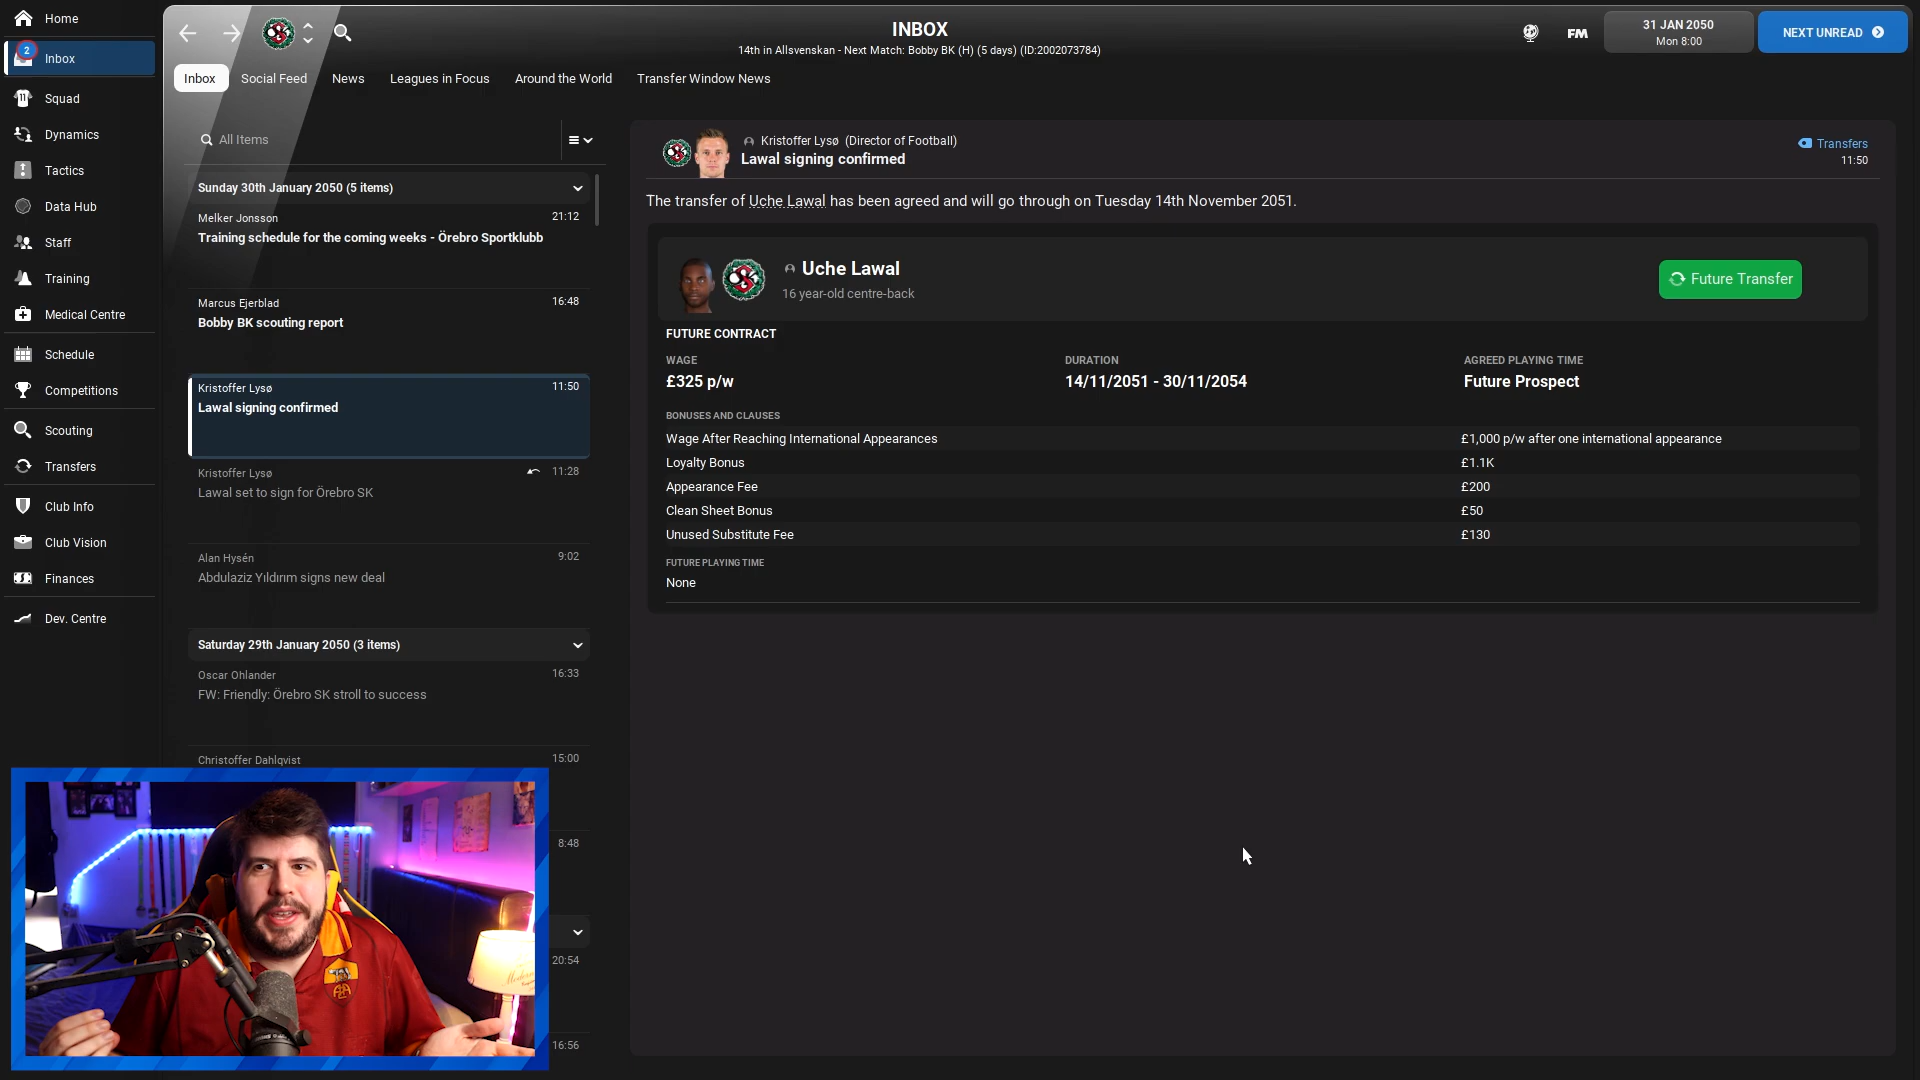 Home
2
Inbox
Squad
Dynamics
Tactics
Data Hub
Staff
Training
Medical Centre
Schedule
Competitions
Scouting
Transfers
Club Info
Club Vision
Finances
Dev. Centre
INBOX
14th in Allsvenskan - Next Match: Bobby BK (H) (5 days) (ID:2002073784)
FM
31 JAN 2050
Mon 8:00
NEXT UNREAD
Inbox Social Feed News Leagues in Focus Around the World Transfer Window News
All Items
Sunday 30th January 2050 (5 items)
Melker Jonsson 21:12
Training schedule for the coming weeks - Örebro Sportklubb
Marcus Ejerblad 16:48
Bobby BK scouting report
Kristoffer Lysø 11:50
Lawal signing confirmed
Kristoffer Lysø 11:28
Lawal set to sign for Örebro SK
Alan Hysén 9:02
Abdulaziz Yıldırım signs new deal
Saturday 29th January 2050 (3 items)
Oscar Ohlander 16:33
FW: Friendly: Örebro SK stroll to success
Christoffer Dahlqvist 15:00
8:48
20:54
16:56
Kristoffer Lysø (Director of Football)
Lawal signing confirmed
Transfers
11:50
The transfer of Uche Lawal has been agreed and will go through on Tuesday 14th November 2051.
Uche Lawal
16 year-old centre-back
Future Transfer
FUTURE CONTRACT
WAGE DURATION AGREED PLAYING TIME
£325 p/w 14/11/2051 - 30/11/2054 Future Prospect
BONUSES AND CLAUSES
Wage After Reaching International Appearances £1,000 p/w after one international appearance
Loyalty Bonus £1.1K
Appearance Fee £200
Clean Sheet Bonus £50
Unused Substitute Fee £130
FUTURE PLAYING TIME
None